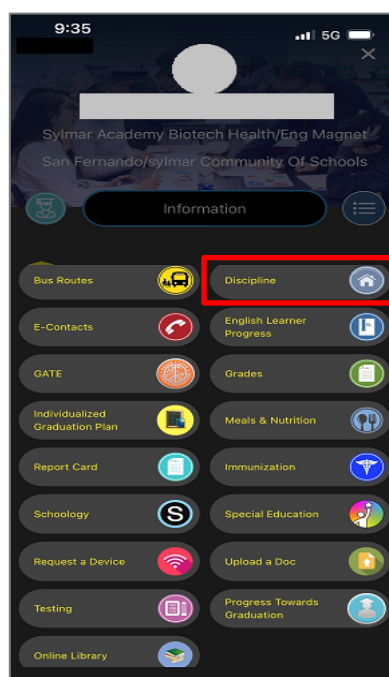 9:35
5G
Sylmar Academy Biotech Health/Eng Magnet
San Fernando/sylmar Community Of Schools
Information
Bus Routes
Discipline
E-Contacts
English Learner
Progress
GATE
Grades
Individualized
Graduation Plan
Meals & Nutrition
Report Card
Immunization
Schoology
S
Special Education
Request a Device
Upload a Doc
Testing
Progress Towards
Graduation
Online Library